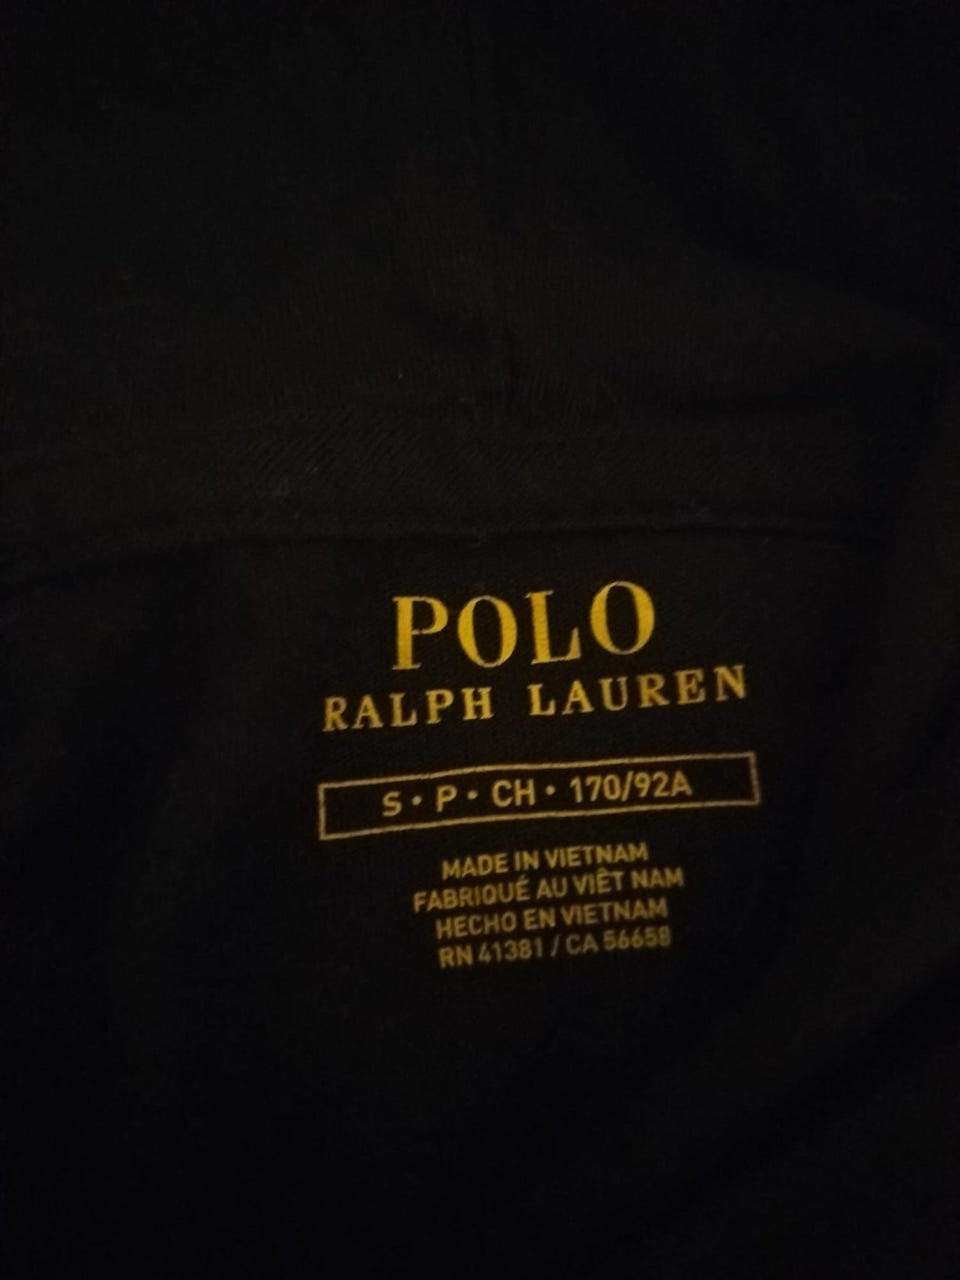 POLO
RALPH LAUREN
S • P • CH • 170/92A
MADE IN VIETNAM
FABRIQUÉ AU VIÊT NAM
HECHO EN VIETNAM
RN 41381 / CA 56658